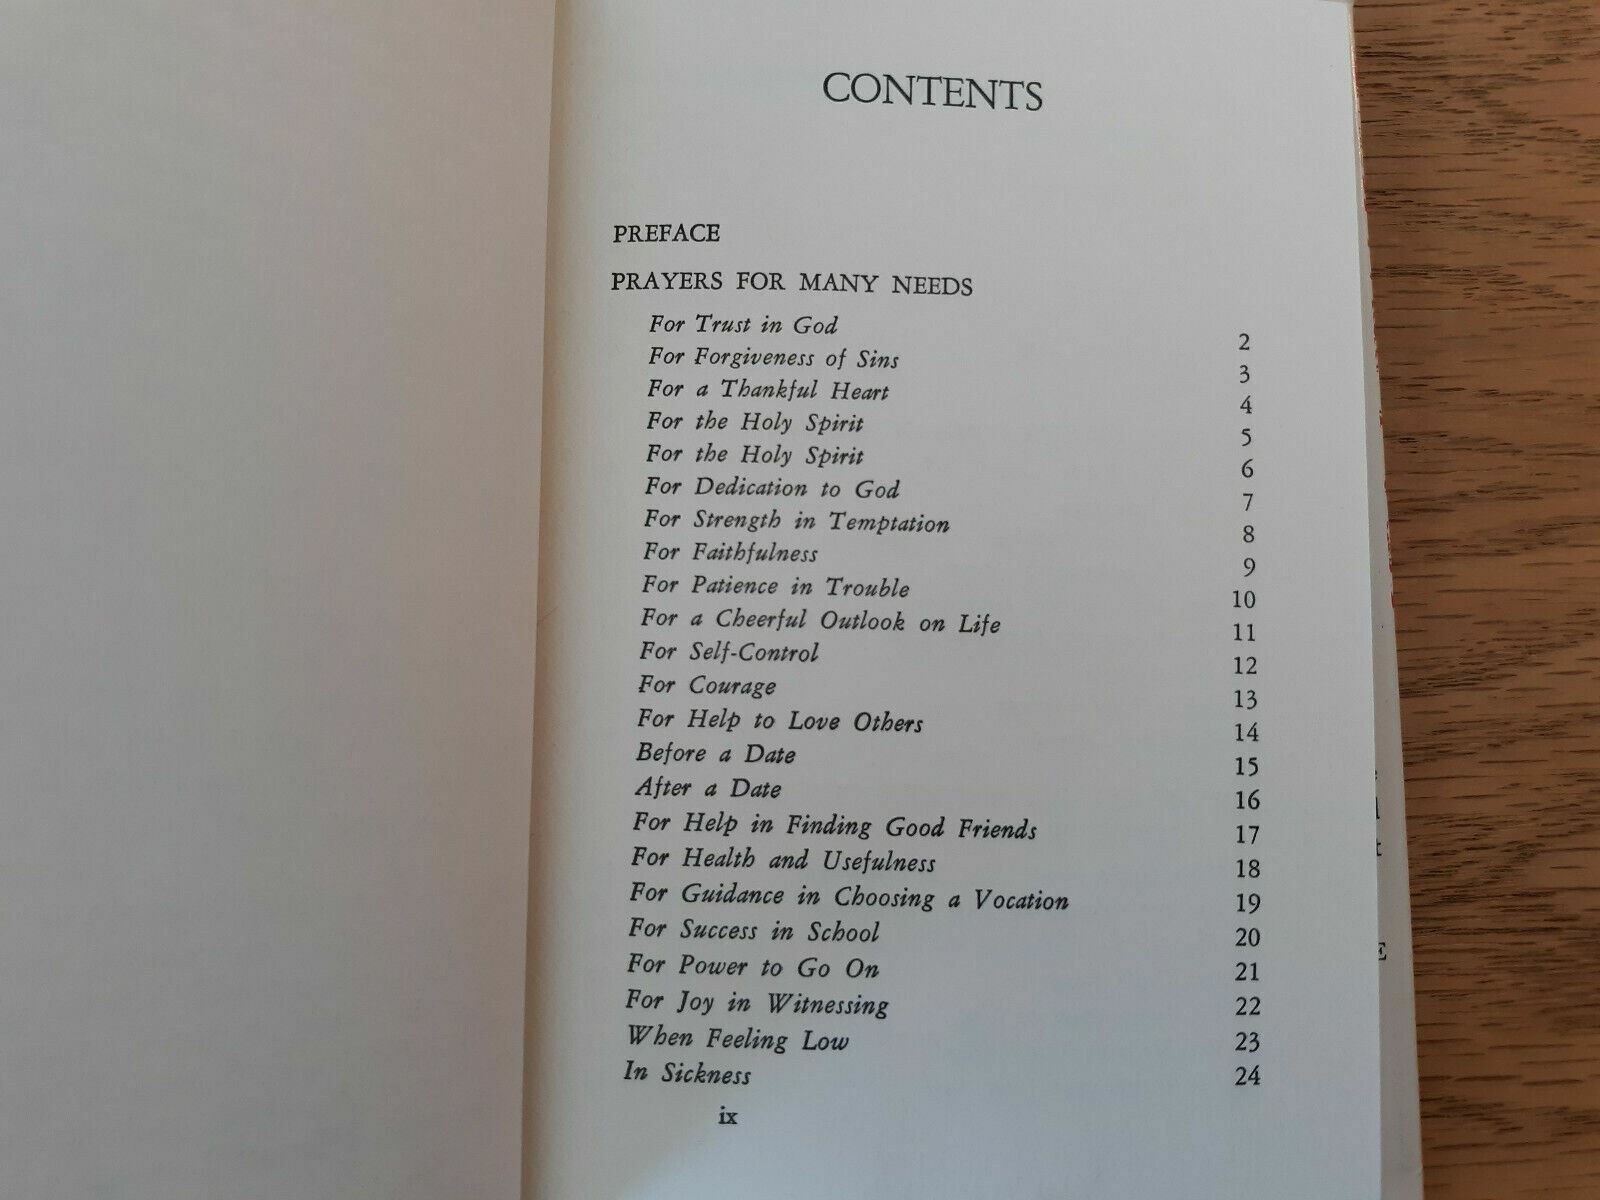 CONTENTS
PREFACE
PRAYERS FOR MANY NEEDS
For Trust in God 2
For Forgiveness of Sins 3
For a Thankful Heart 4
For the Holy Spirit 5
For the Holy Spirit 6
For Dedication to God 7
For Strength in Temptation 8
For Faithfulness 9
For Patience in Trouble 10
For a Cheerful Outlook on Life 11
For Self-Control 12
For Courage 13
For Help to Love Others 14
Before a Date 15
After a Date 16
For Help in Finding Good Friends 17
For Health and Usefulness 18
For Guidance in Choosing a Vocation 19
For Success in School 20
For Power to Go On 21
For Joy in Witnessing 22
When Feeling Low 23
In Sickness 24
ix